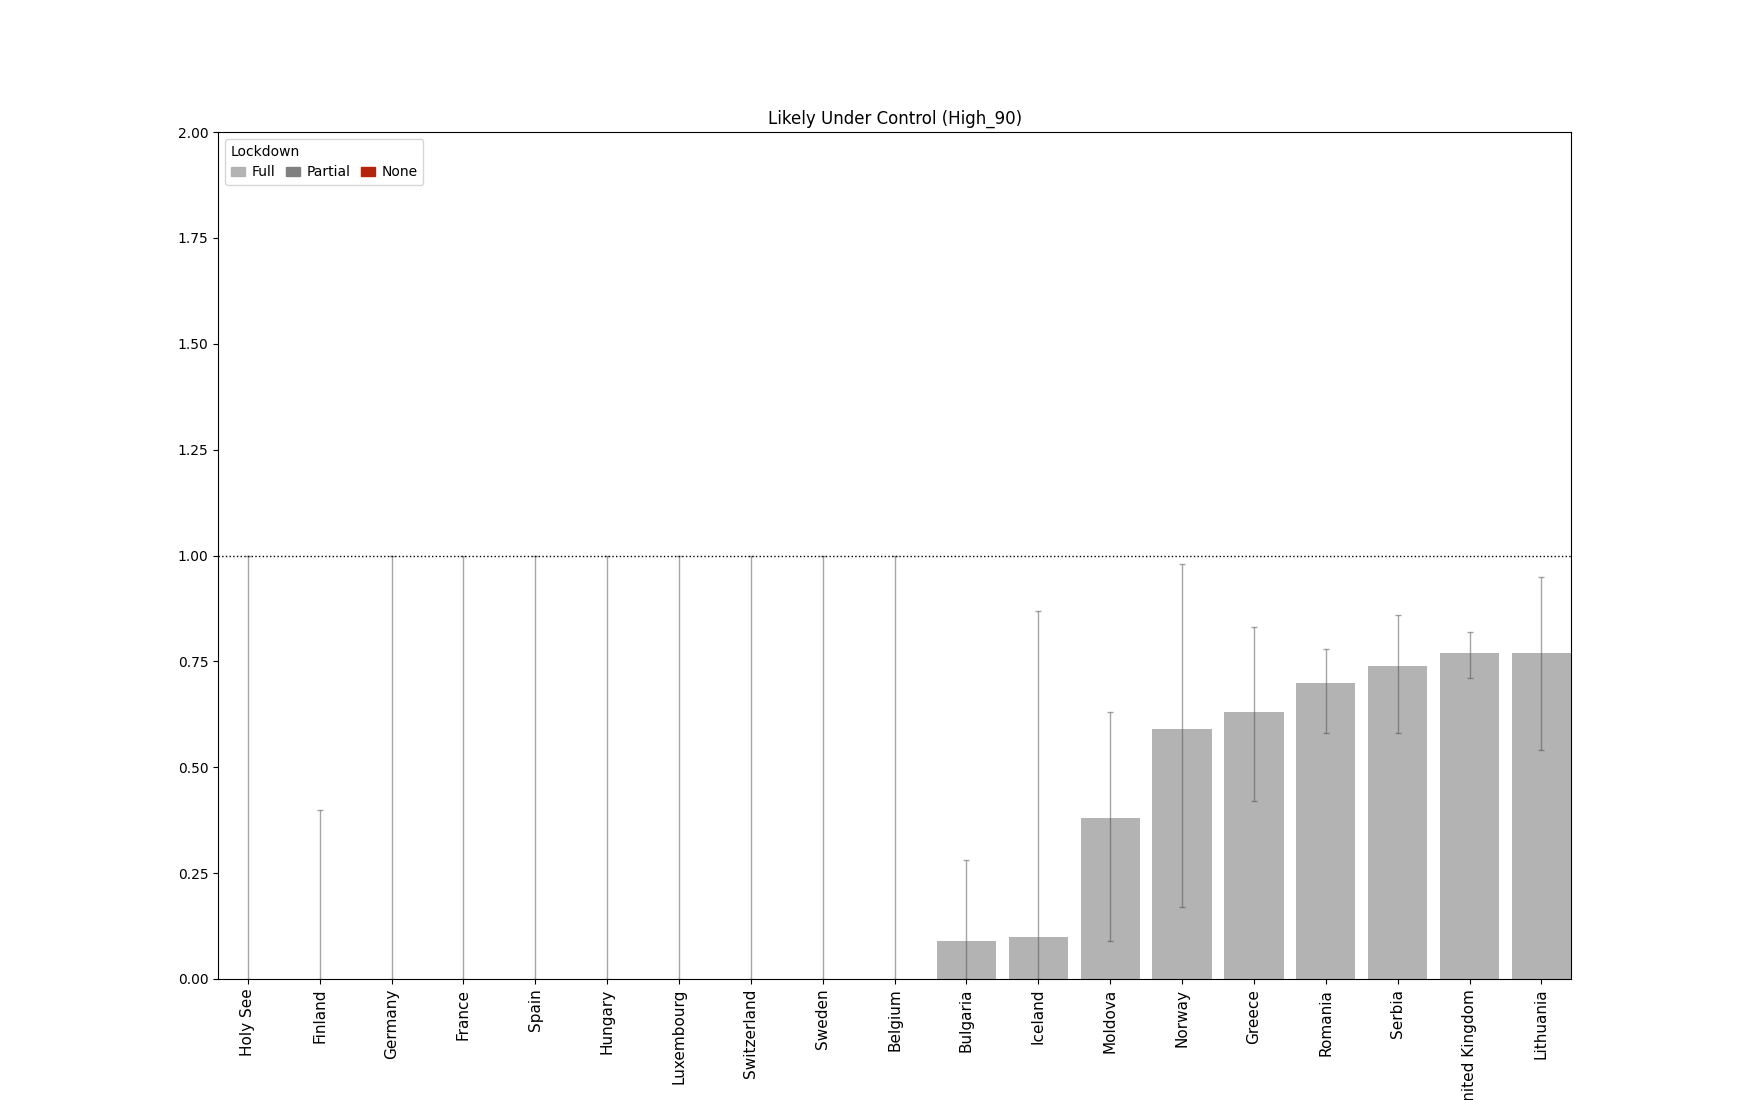 Likely Under Control (High_90)
2.00
Lockdown
Full Partial None
1.75
1.50
1.25
1.00
0.75
0.50
0.25
0.00
Holy See
Finland
Germany
France
Spain
Hungary
Luxembourg
Switzerland
Sweden
Belgium
Bulgaria
Iceland
Moldova
Norway
Greece
Romania
Serbia
nited Kingdom
Lithuania